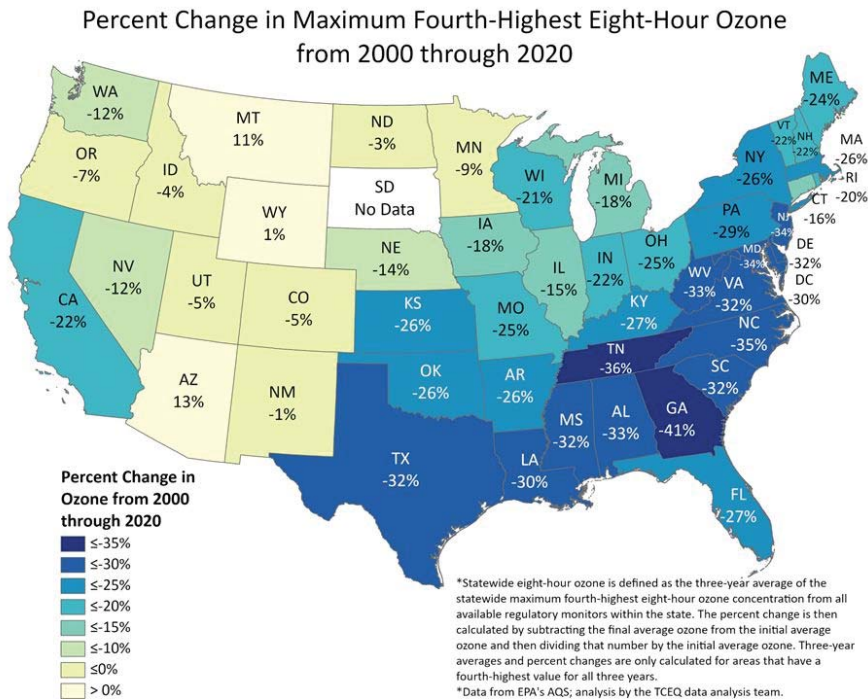 Percent Change in Maximum Fourth-Highest Eight-Hour Ozone
from 2000 through 2020
WA
-12%
OR
-7%
ID
-4%
MT
11%
ND
-3%
MN
-9%
SD
No Data
WY
1%
NE
-14%
IA
-18%
WI
-21%
MI
-18%
ME
-24%
VT
-22%
NH
-22%
MA
-26%
RI
-20%
CT
-16%
NY
-26%
PA
-29%
NJ
-34%
DE
-32%
MD
-34%
DC
-30%
NV
-12%
UT
-5%
CO
-5%
CA
-22%
AZ
13%
NM
-1%
KS
-26%
MO
-25%
IL
-15%
IN
-22%
OH
-25%
WV
-33%
VA
-32%
KY
-27%
TN
-36%
NC
-35%
SC
-32%
GA
-41%
OK
-26%
AR
-26%
MS
-32%
AL
-33%
TX
-32%
LA
-30%
FL
-27%
Percent Change in
Ozone from 2000
through 2020
≤-35%
≤-30%
≤-25%
≤-20%
≤-15%
≤-10%
≤0%
> 0%
*Statewide eight-hour ozone is defined as the three-year average of the
statewide maximum fourth-highest eight-hour ozone concentration from all
available regulatory monitors within the state. The percent change is then
calculated by subtracting the final average ozone from the initial average
ozone and then dividing that number by the initial average ozone. Three-year
averages and percent changes are only calculated for areas that have a
fourth-highest value for all three years.
*Data from EPA's AQS; analysis by the TCEQ data analysis team.